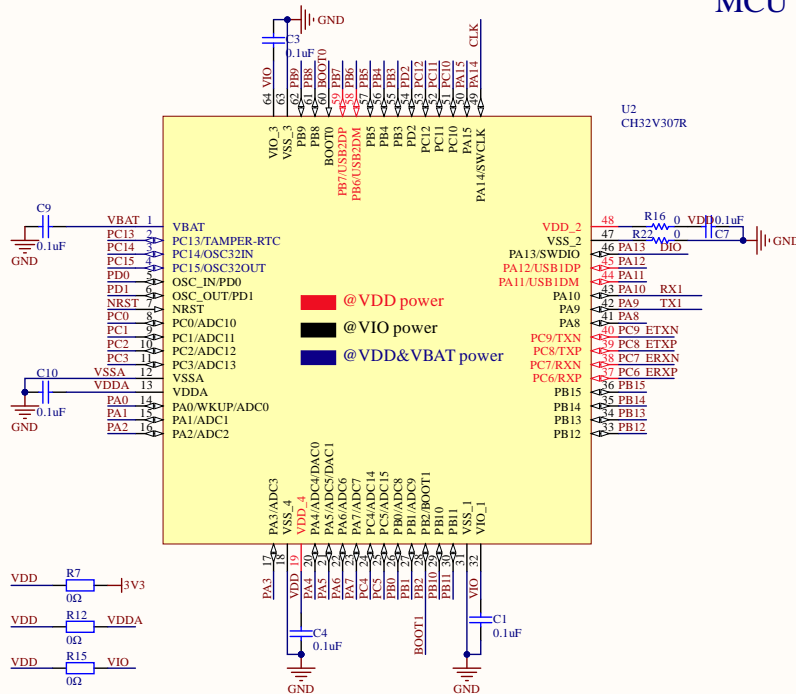 MCU
GND
C3
0.1uF
CLK
VIO
PB9
PB8
BOOT0
PB7
PB6
PB5
PB4
PB3
PD2
PC12
PC11
PC10
PA15
PA14
64
63
62
61
60
59
58
57
56
55
54
53
52
51
50
49
VIO_3
VSS_3
PB9
PB8
BOOT0
PB7/USB2DP
PB6/USB2DM
PB5
PB4
PB3
PD2
PC12
PC11
PC10
PA15
PA14/SWCLK
U2
CH32V307R
C9
0.1uF
GND
VBAT 1 VBAT
PC13 2 PC13/TAMPER-RTC
PC14 3 PC14/OSC32IN
PC15 4 PC15/OSC32OUT
PD0 5 OSC_IN/PD0
PD1 6 OSC_OUT/PD1
NRST 7 NRST
PC0 8 PC0/ADC10
PC1 9 PC1/ADC11
PC2 10 PC2/ADC12
PC3 11 PC3/ADC13
VSSA 12 VSSA
VDDA 13 VDDA
PA0 14 PA0/WKUP/ADC0
PA1 15 PA1/ADC1
PA2 16 PA2/ADC2
C10
0.1uF
GND
@VDD power
@VIO power
@VDD&VBAT power
VDD_2 48 R16 0 VDD 0.1uF
VSS_2 47 R22 0 C7
GND
PA13/SWDIO 46 PA13 DIO
PA12/USB1DP 45 PA12
PA11/USB1DM 44 PA11
PA10 43 PA10 RX1
PA9 42 PA9 TX1
PA8 41 PA8
PC9/TXN 40 PC9 ETXN
PC8/TXP 39 PC8 ETXP
PC7/RXN 38 PC7 ERXN
PC6/RXP 37 PC6 ERXP
PB15 36 PB15
PB14 35 PB14
PB13 34 PB13
PB12 33 PB12
PA3/ADC3
VSS_4
VDD_4
PA4/ADC4/DAC0
PA5/ADC5/DAC1
PA6/ADC6
PA7/ADC7
PC4/ADC14
PC5/ADC15
PB0/ADC8
PB1/ADC9
PB2/BOOT1
PB10
PB11
VSS_1
VIO_1
17
18
19
20
21
22
23
24
25
26
27
28
29
30
31
32
PA3
VDD
PA4
PA5
PA6
PA7
PC4
PC5
PB0
PB1
PB2
PB10
PB11
VIO
BOOT1
C4
0.1uF
GND
C1
0.1uF
GND
VDD R7 3V3
0Ω
VDD R12 VDDA
0Ω
VDD R15 VIO
0Ω